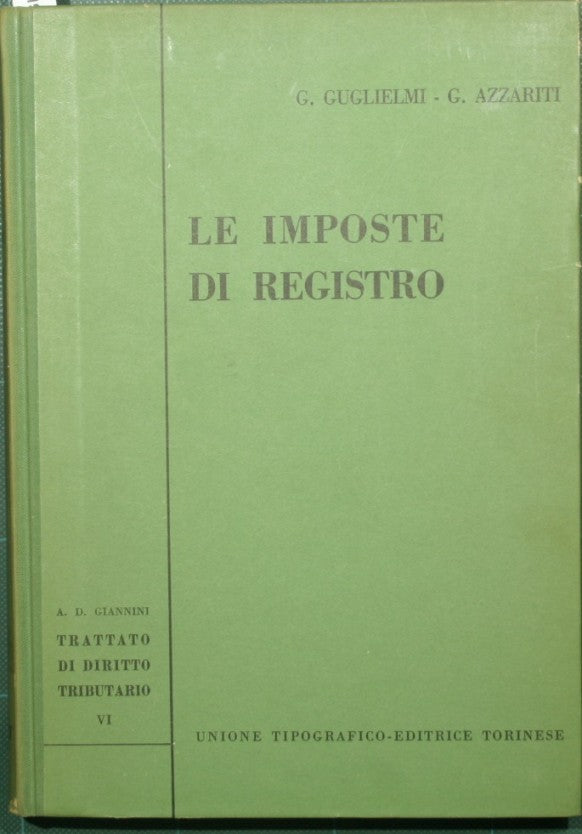 G. GUGLIELMI - G. AZZARITI
LE IMPOSTE
DI REGISTRO
A. D. GIANNINI
TRATTATO
DI DIRITTO
TRIBUTARIO
VI
UNIONE TIPOGRAFICO-EDITRICE TORINESE